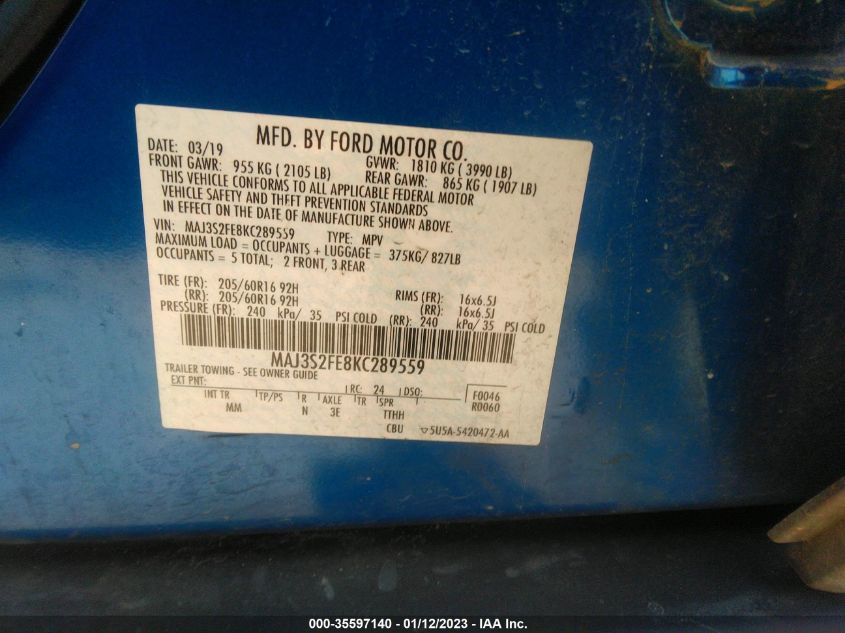 MFD. BY FORD MOTOR CO.
DATE: 03/19 GVWR: 1810 KG ( 3990 LB)
FRONT GAWR: 955 KG ( 2105 LB) REAR GAWR: 865 KG ( 1907 LB)
THIS VEHICLE CONFORMS TO ALL APPLICABLE FEDERAL MOTOR
VEHICLE SAFETY AND THEFT PREVENTION STANDARDS
IN EFFECT ON THE DATE OF MANUFACTURE SHOWN ABOVE.
VIN: MAJ3S2FE8KC289559 TYPE: MPV
MAXIMUM LOAD = OCCUPANTS + LUGGAGE = 375KG/ 827LB
OCCUPANTS = 5 TOTAL; 2 FRONT, 3 REAR
TIRE (FR): 205/60R16 92H RIMS (FR): 16x6.5J
(RR): 205/60R16 92H (RR): 16x6.5J
PRESSURE (FR): 240 kPa/ 35 PSI COLD (RR): 240 kPa/ 35 PSI COLD
MAJ3S2FE8KC289559
TRAILER TOWING - SEE OWNER GUIDE
EXT PNT: RC: 24 DSO: F0046
INT TR TP/PS R AXLE TR SPR R0060
MM N 3E TTHH
CBU 5U5A-5420472-AA
000-35597140 - 01/12/2023 - IAA Inc.